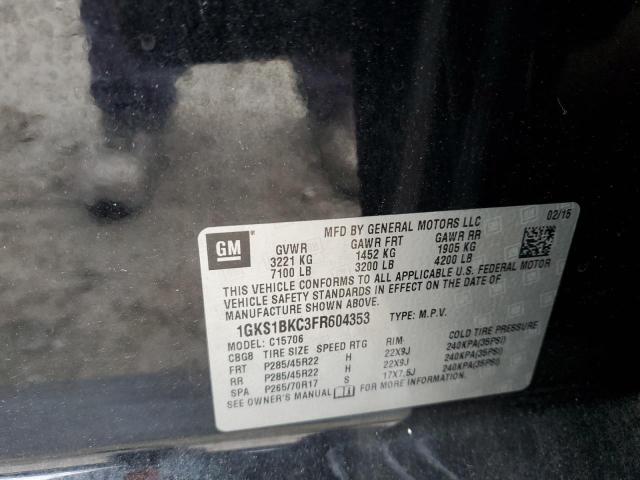 GM
MFD BY GENERAL MOTORS LLC 02/15
GVWR GAWR FRT GAWR RR
3221 KG 1452 KG 1905 KG
7100 LB 3200 LB 4200 LB
THIS VEHICLE CONFORMS TO ALL APPLICABLE U.S. FEDERAL MOTOR
VEHICLE SAFETY STANDARDS IN EFFECT ON THE DATE OF
MANUFACTURE SHOWN ABOVE.
1GKS1BKC3FR604353 TYPE: M.P.V.
MODEL: C15706
CBG8 TIRE SIZE SPEED RTG RIM COLD TIRE PRESSURE
FRT P285/45R22 H 22X9J 240KPA(35PSI)
RR P285/45R22 H 22X9J 240KPA(35PSI)
SPA P265/70R17 S 17X7.5J 240KPA(35PSI)
SEE OWNER'S MANUAL FOR MORE INFORMATION.